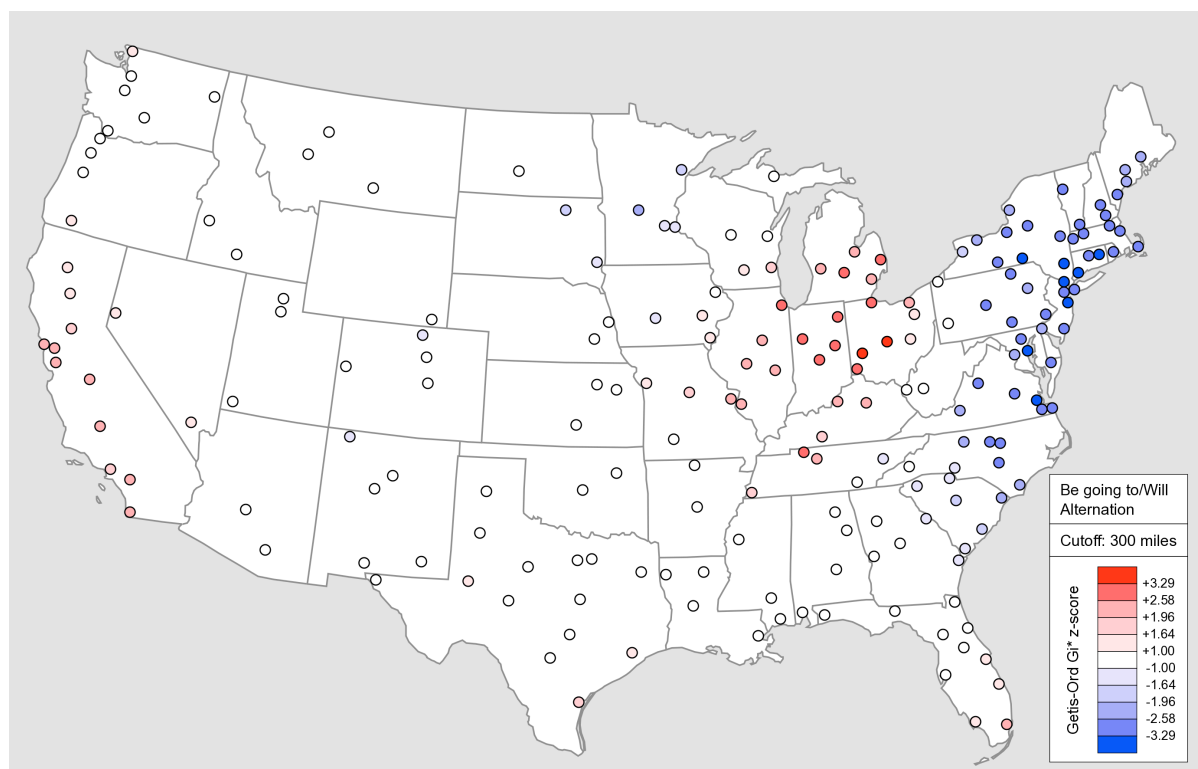 Be going to/Will
Alternation
Cutoff: 300 miles
Getis-Ord Gi* z-score
+3.29
+2.58
+1.96
+1.64
+1.00
-1.00
-1.64
-1.96
-2.58
-3.29